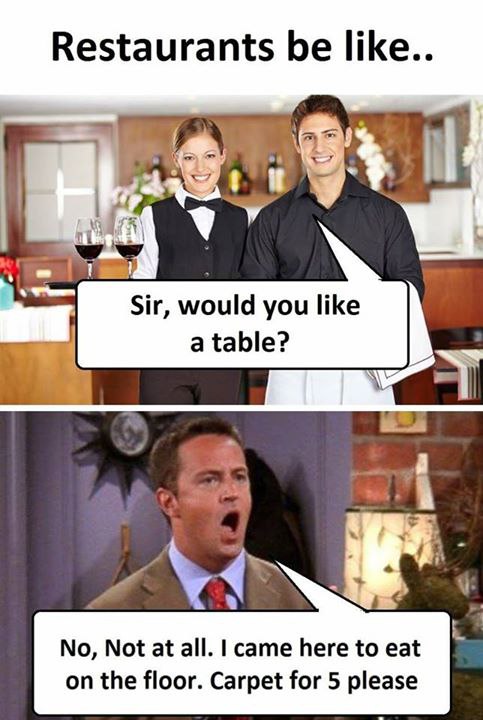 Restaurants be like..
Sir, would you like
a table?
No, Not at all. I came here to eat
on the floor. Carpet for 5 please